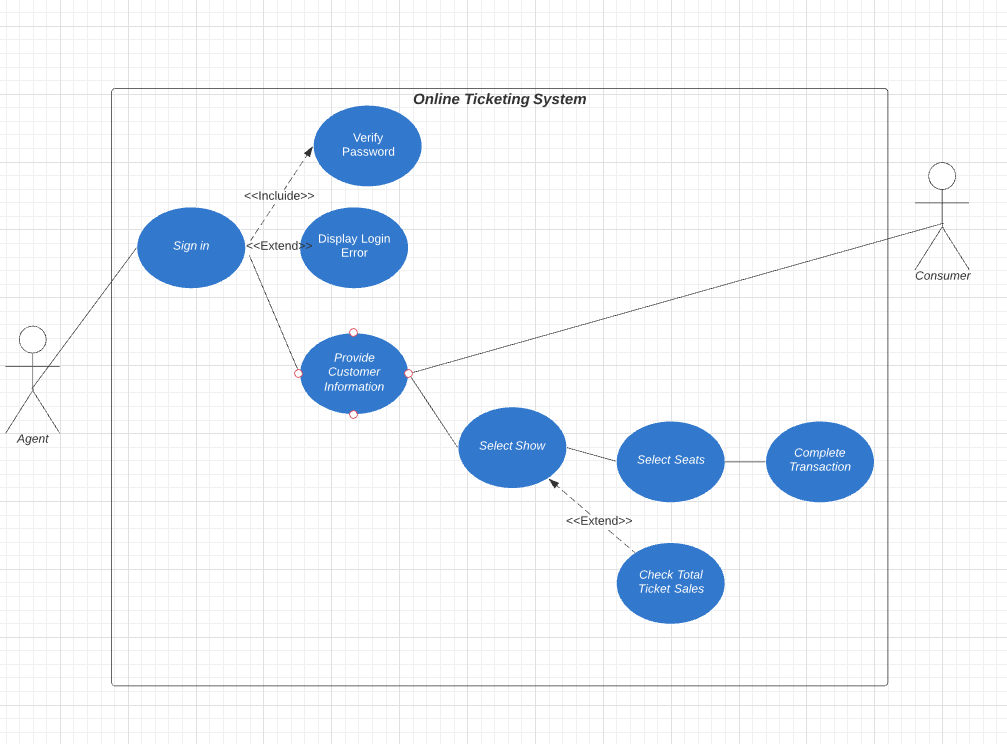 Online Ticketing System
Verify
Password
<<Incluide>>
Sign in
<<Extend>>
Display Login
Error
Consumer
Provide
Customer
Information
Agent
Select Show
Select Seats
Complete
Transaction
<<Extend>>
Check Total
Ticket Sales